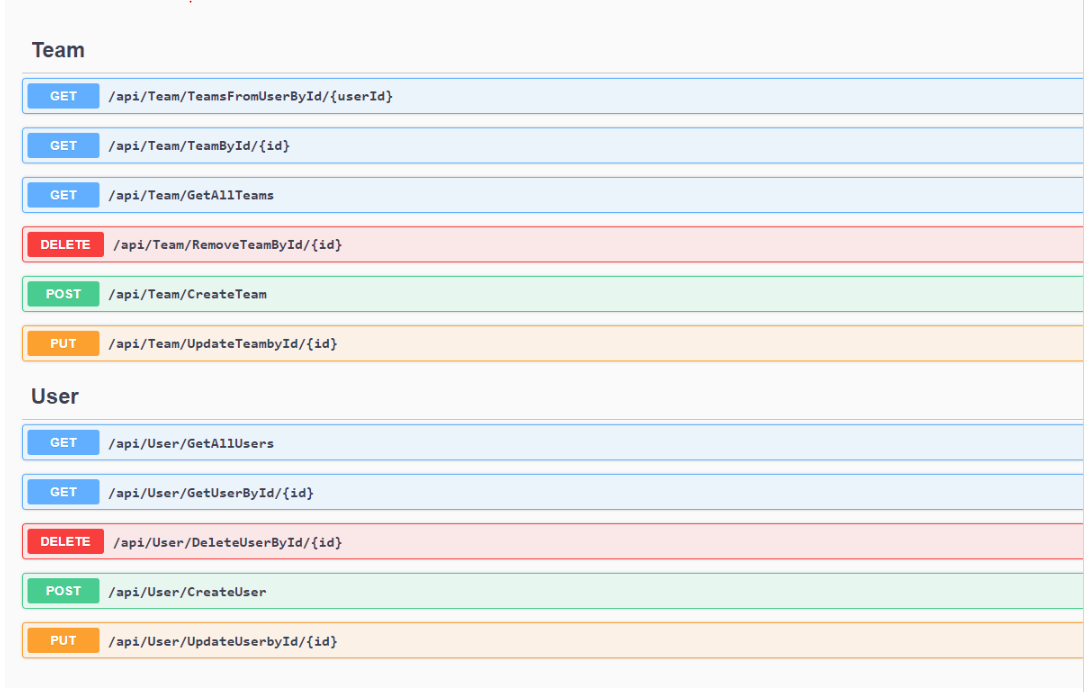 Team
GET /api/Team/TeamsFromUserById/{userId}
GET /api/Team/TeamById/{id}
GET /api/Team/GetAllTeams
DELETE /api/Team/RemoveTeamById/{id}
POST /api/Team/CreateTeam
PUT /api/Team/UpdateTeambyId/{id}
User
GET /api/User/GetAllUsers
GET /api/User/GetUserById/{id}
DELETE /api/User/DeleteUserById/{id}
POST /api/User/CreateUser
PUT /api/User/UpdateUserbyId/{id}